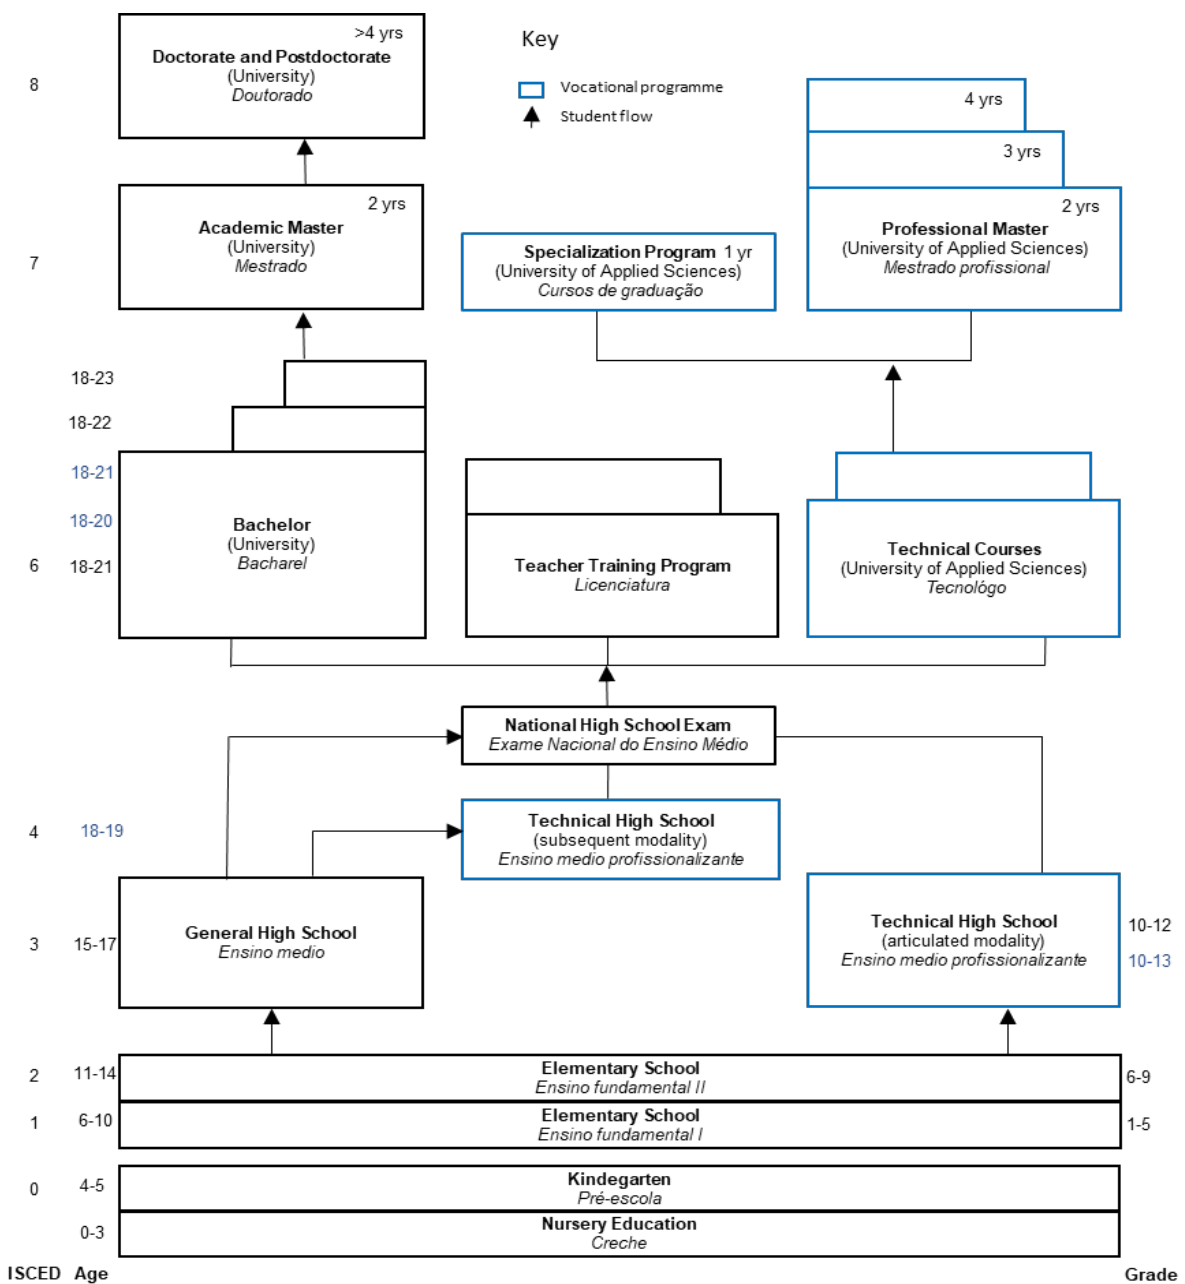 >4 yrs
Doctorate and Postdoctorate
(University)
Doutorado
8
Key
Vocational programme
Student flow
4 yrs
3 yrs
2 yrs
Professional Master
(University of Applied Sciences)
Mestrado profissional
2 yrs
Academic Master
(University)
Mestrado
7
Specialization Program 1 yr
(University of Applied Sciences)
Cursos de graduação
18-23
18-22
18-21
18-20
6 18-21
Bachelor
(University)
Bacharel
Teacher Training Program
Licenciatura
Technical Courses
(University of Applied Sciences)
Tecnológo
National High School Exam
Exame Nacional do Ensino Médio
4 18-19
Technical High School
(subsequent modality)
Ensino medio profissionalizante
3 15-17
General High School
Ensino medio
Technical High School
(articulated modality)
Ensino medio profissionalizante
10-12
10-13
2 11-14
Elementary School
Ensino fundamental II
6-9
1 6-10
Elementary School
Ensino fundamental I
1-5
0 4-5
Kindegarten
Pré-escola
0-3
Nursery Education
Creche
ISCED Age
Grade